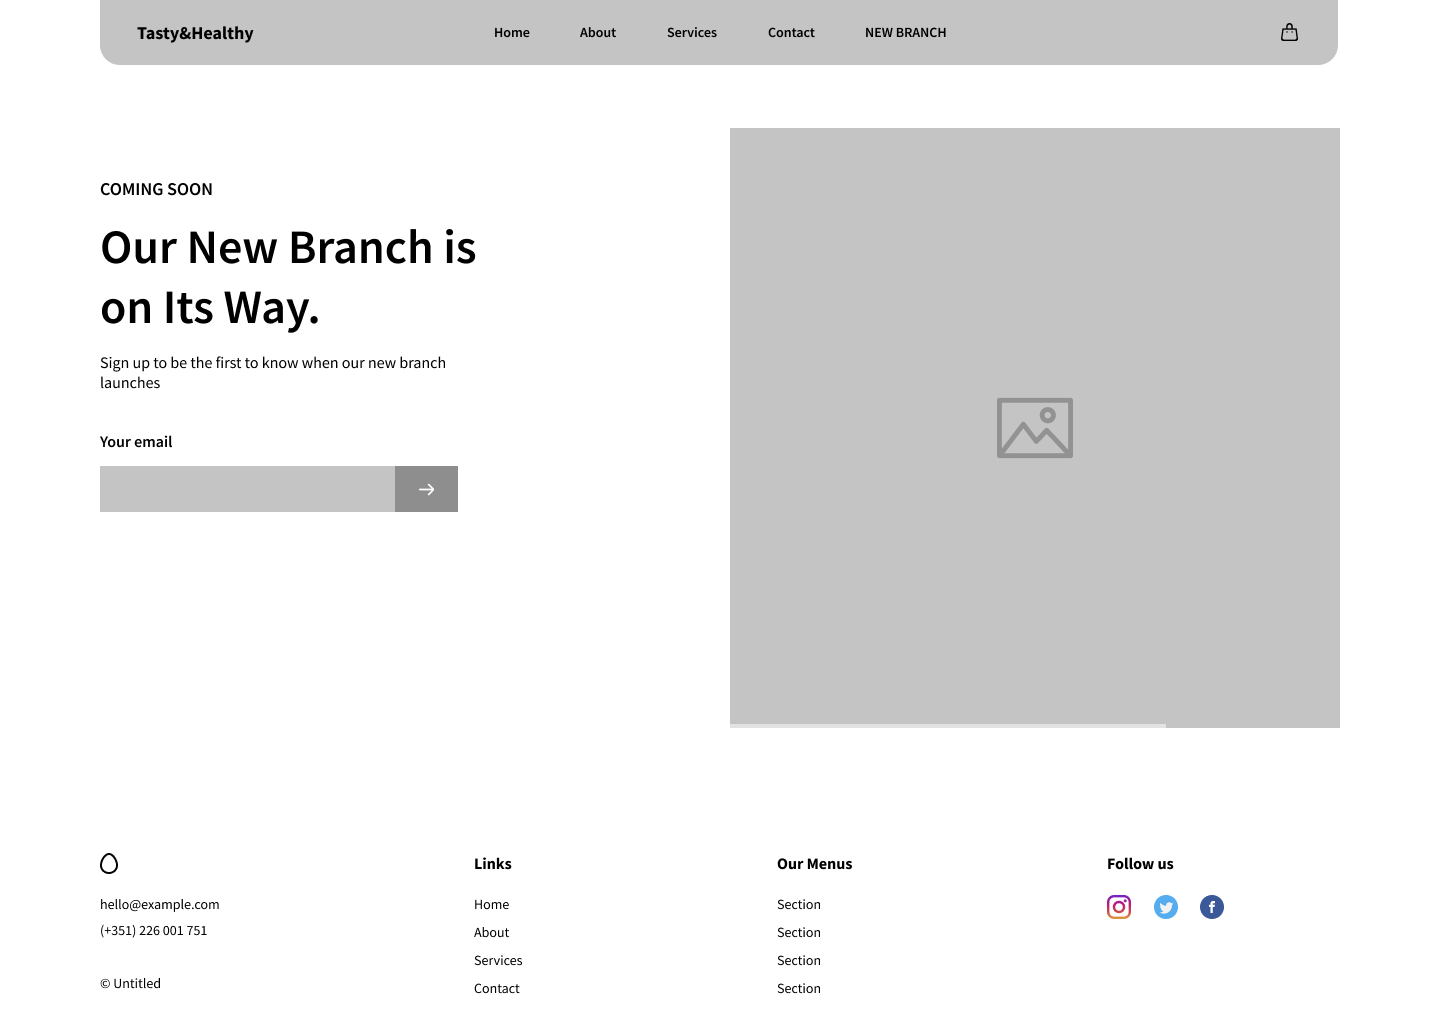 Tasty&Healthy
Home
About
Services
Contact
NEW BRANCH
COMING SOON
Our New Branch is
on Its Way.
Sign up to be the first to know when our new branch
launches
Your email
hello@example.com
(+351) 226 001 751
© Untitled
Links
Home
About
Services
Contact
Our Menus
Section
Section
Section
Section
Follow us